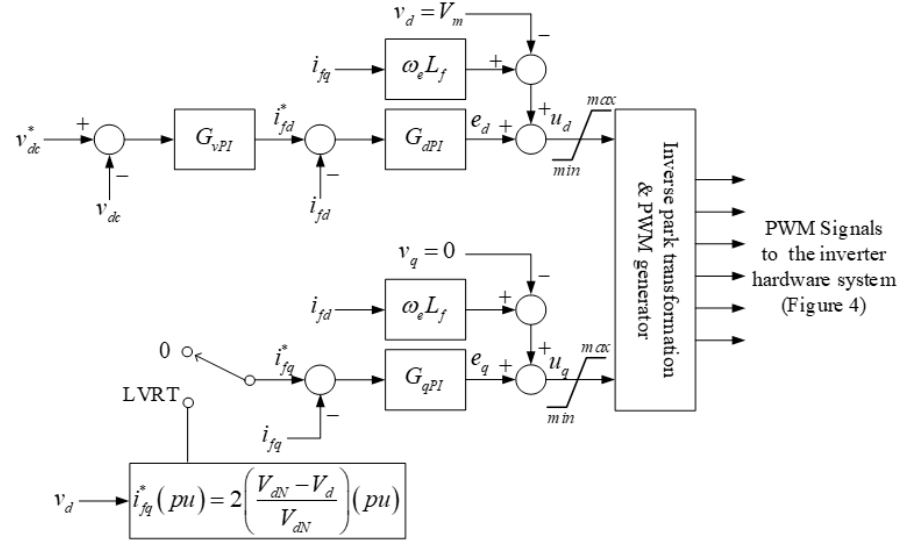 v_d = V_m
−
i_fq
ω_e L_f
+
v*_dc
+
−
v_dc
G_vPI
i*_fd
−
i_fd
G_dPI
e_d
+
+
u_d
max
min
Inverse park transformation
& PWM generator
PWM Signals
to the inverter
hardware system
(Figure 4)
v_q = 0
−
i_fd
ω_e L_f
+
0
LVRT
i*_fq
−
i_fq
G_qPI
e_q
+
+
u_q
max
min
v_d
i*_fq (pu) = 2((V_dN − V_d)/V_dN)(pu)